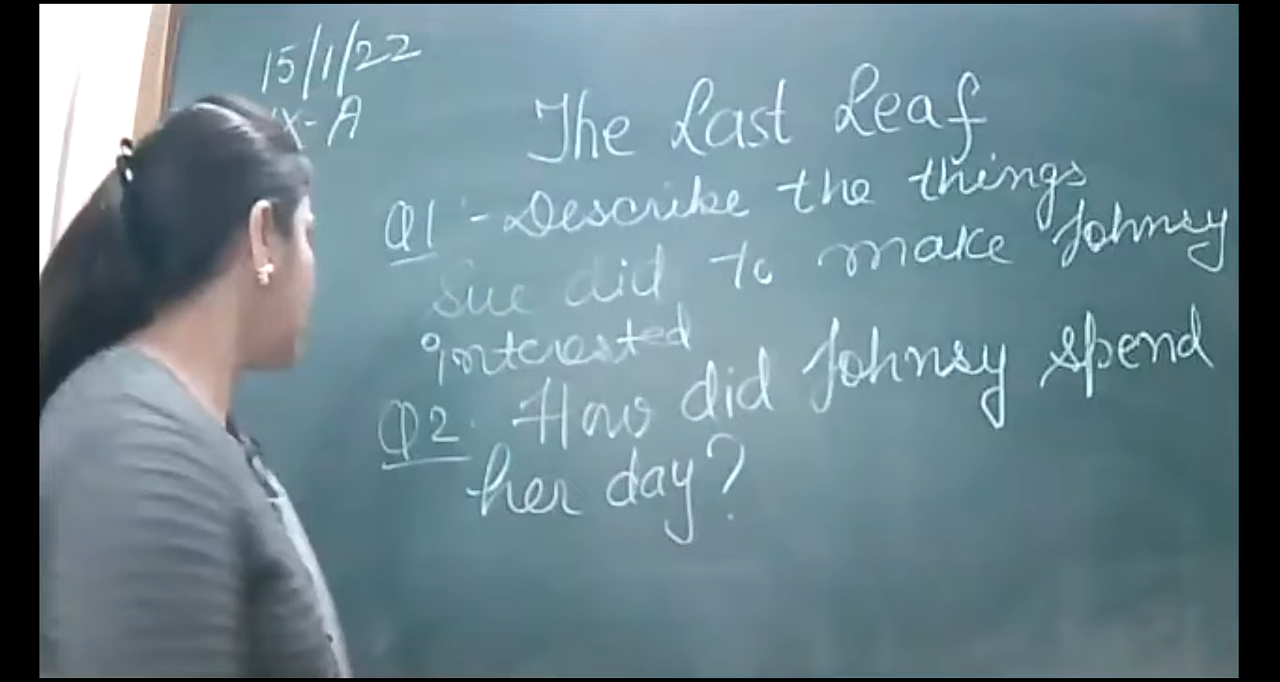 15/1/22
IX-A
The Last Leaf
Q1 - Describe the things
Sue did to make Johnsy
interested
Q2. How did Johnsy spend
her day?